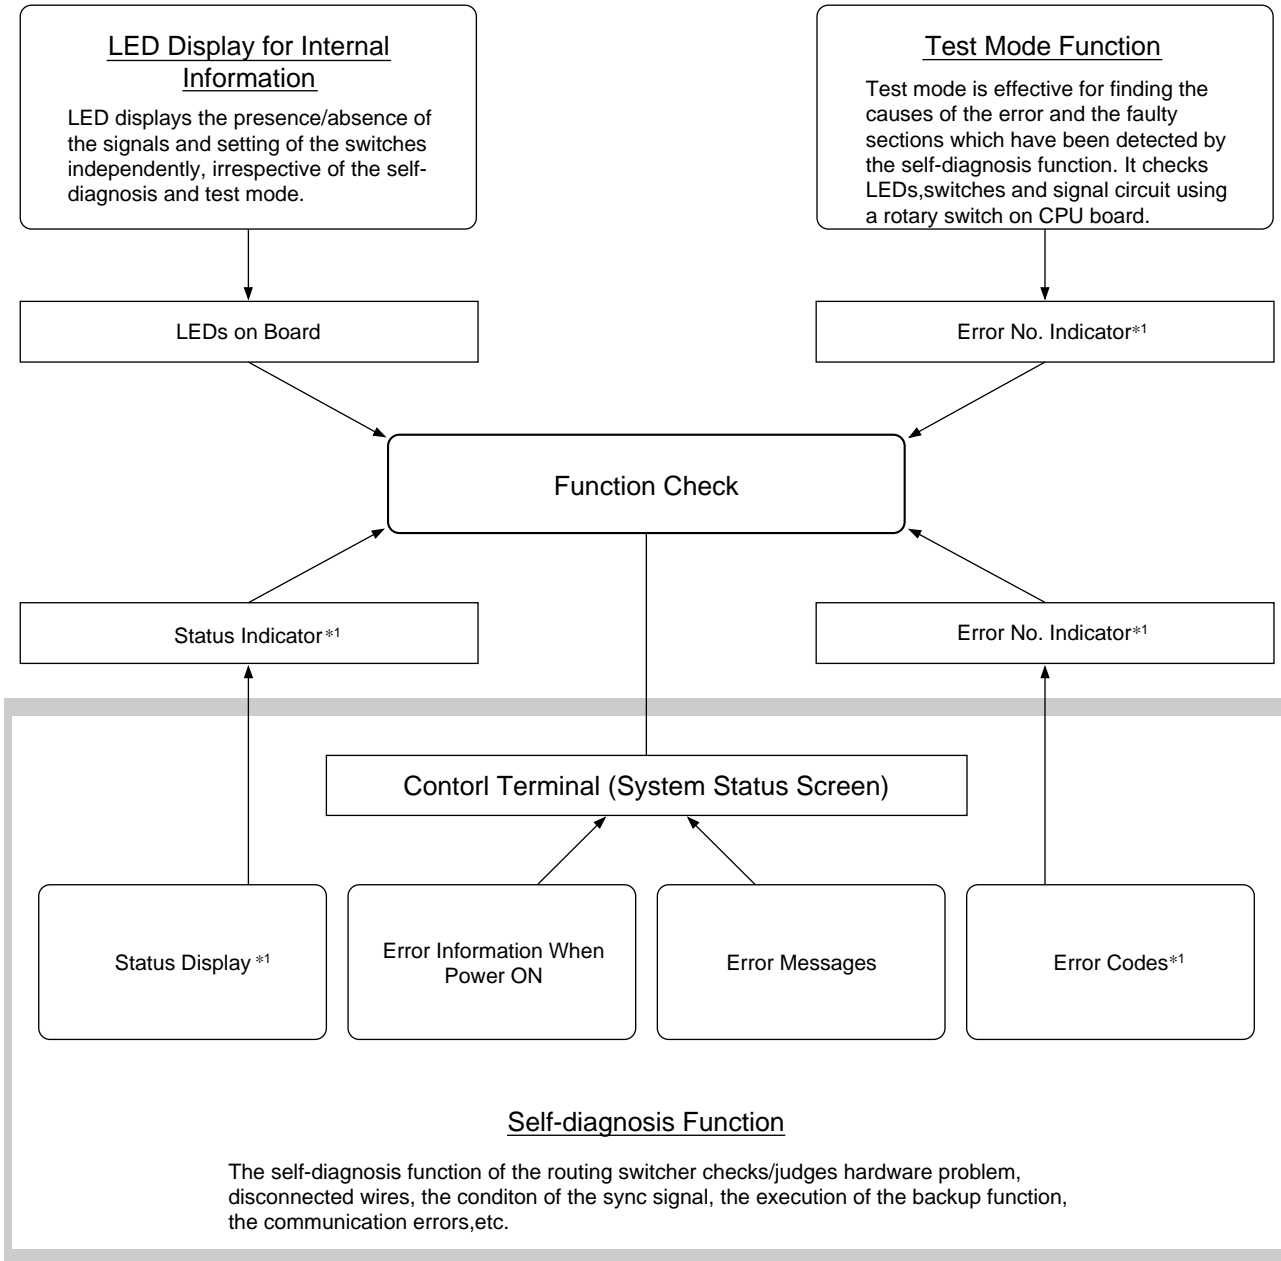 LED Display for Internal
Information
LED displays the presence/absence of
the signals and setting of the switches
independently, irrespective of the self-
diagnosis and test mode.
Test Mode Function
Test mode is effective for finding the
causes of the error and the faulty
sections which have been detected by
the self-diagnosis function. It checks
LEDs,switches and signal circuit using
a rotary switch on CPU board.
LEDs on Board
Error No. Indicator*1
Function Check
Status Indicator*1
Error No. Indicator*1
Contorl Terminal (System Status Screen)
Status Display *1
Error Information When
Power ON
Error Messages
Error Codes*1
Self-diagnosis Function
The self-diagnosis function of the routing switcher checks/judges hardware problem,
disconnected wires, the conditon of the sync signal, the execution of the backup function,
the communication errors,etc.